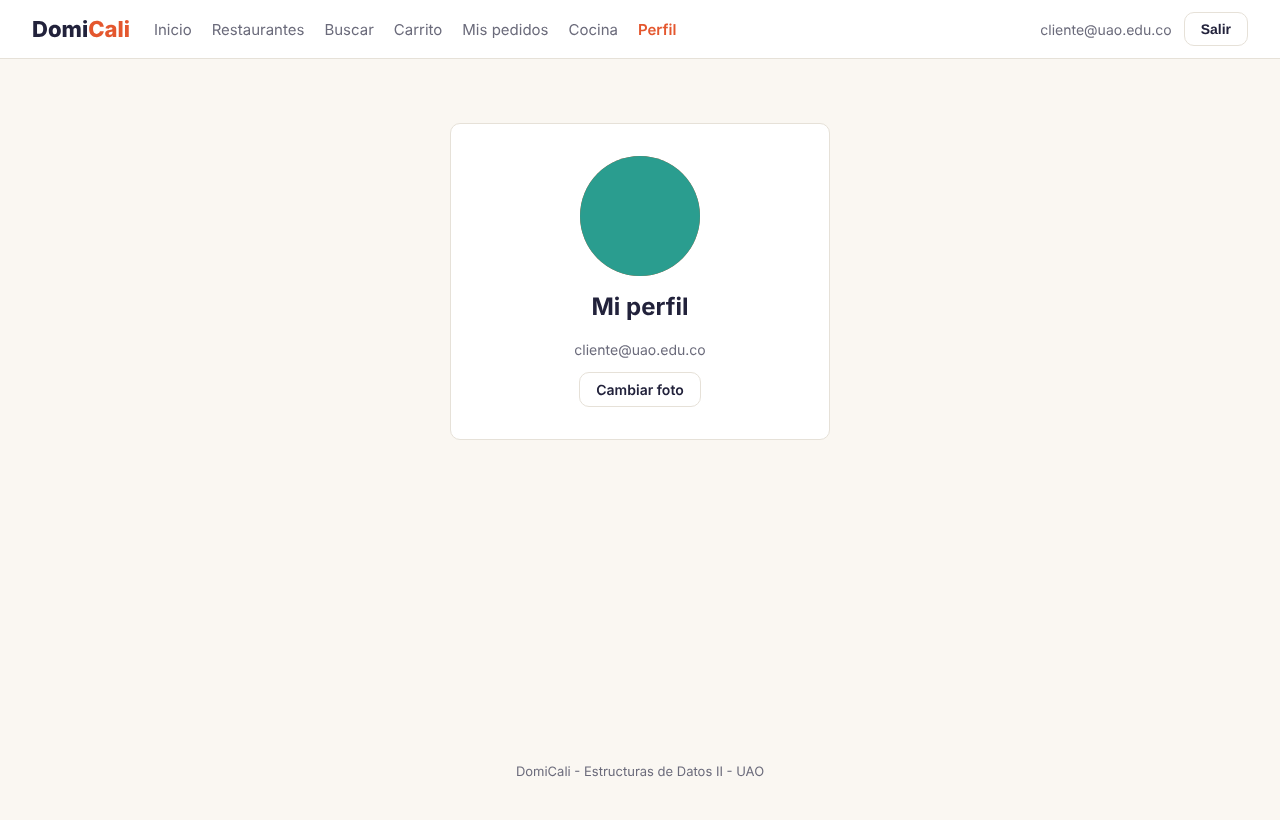 DomiCali Inicio Restaurantes Buscar Carrito Mis pedidos Cocina Perfil cliente@uao.edu.co Salir
Mi perfil
cliente@uao.edu.co
Cambiar foto
DomiCali - Estructuras de Datos II - UAO